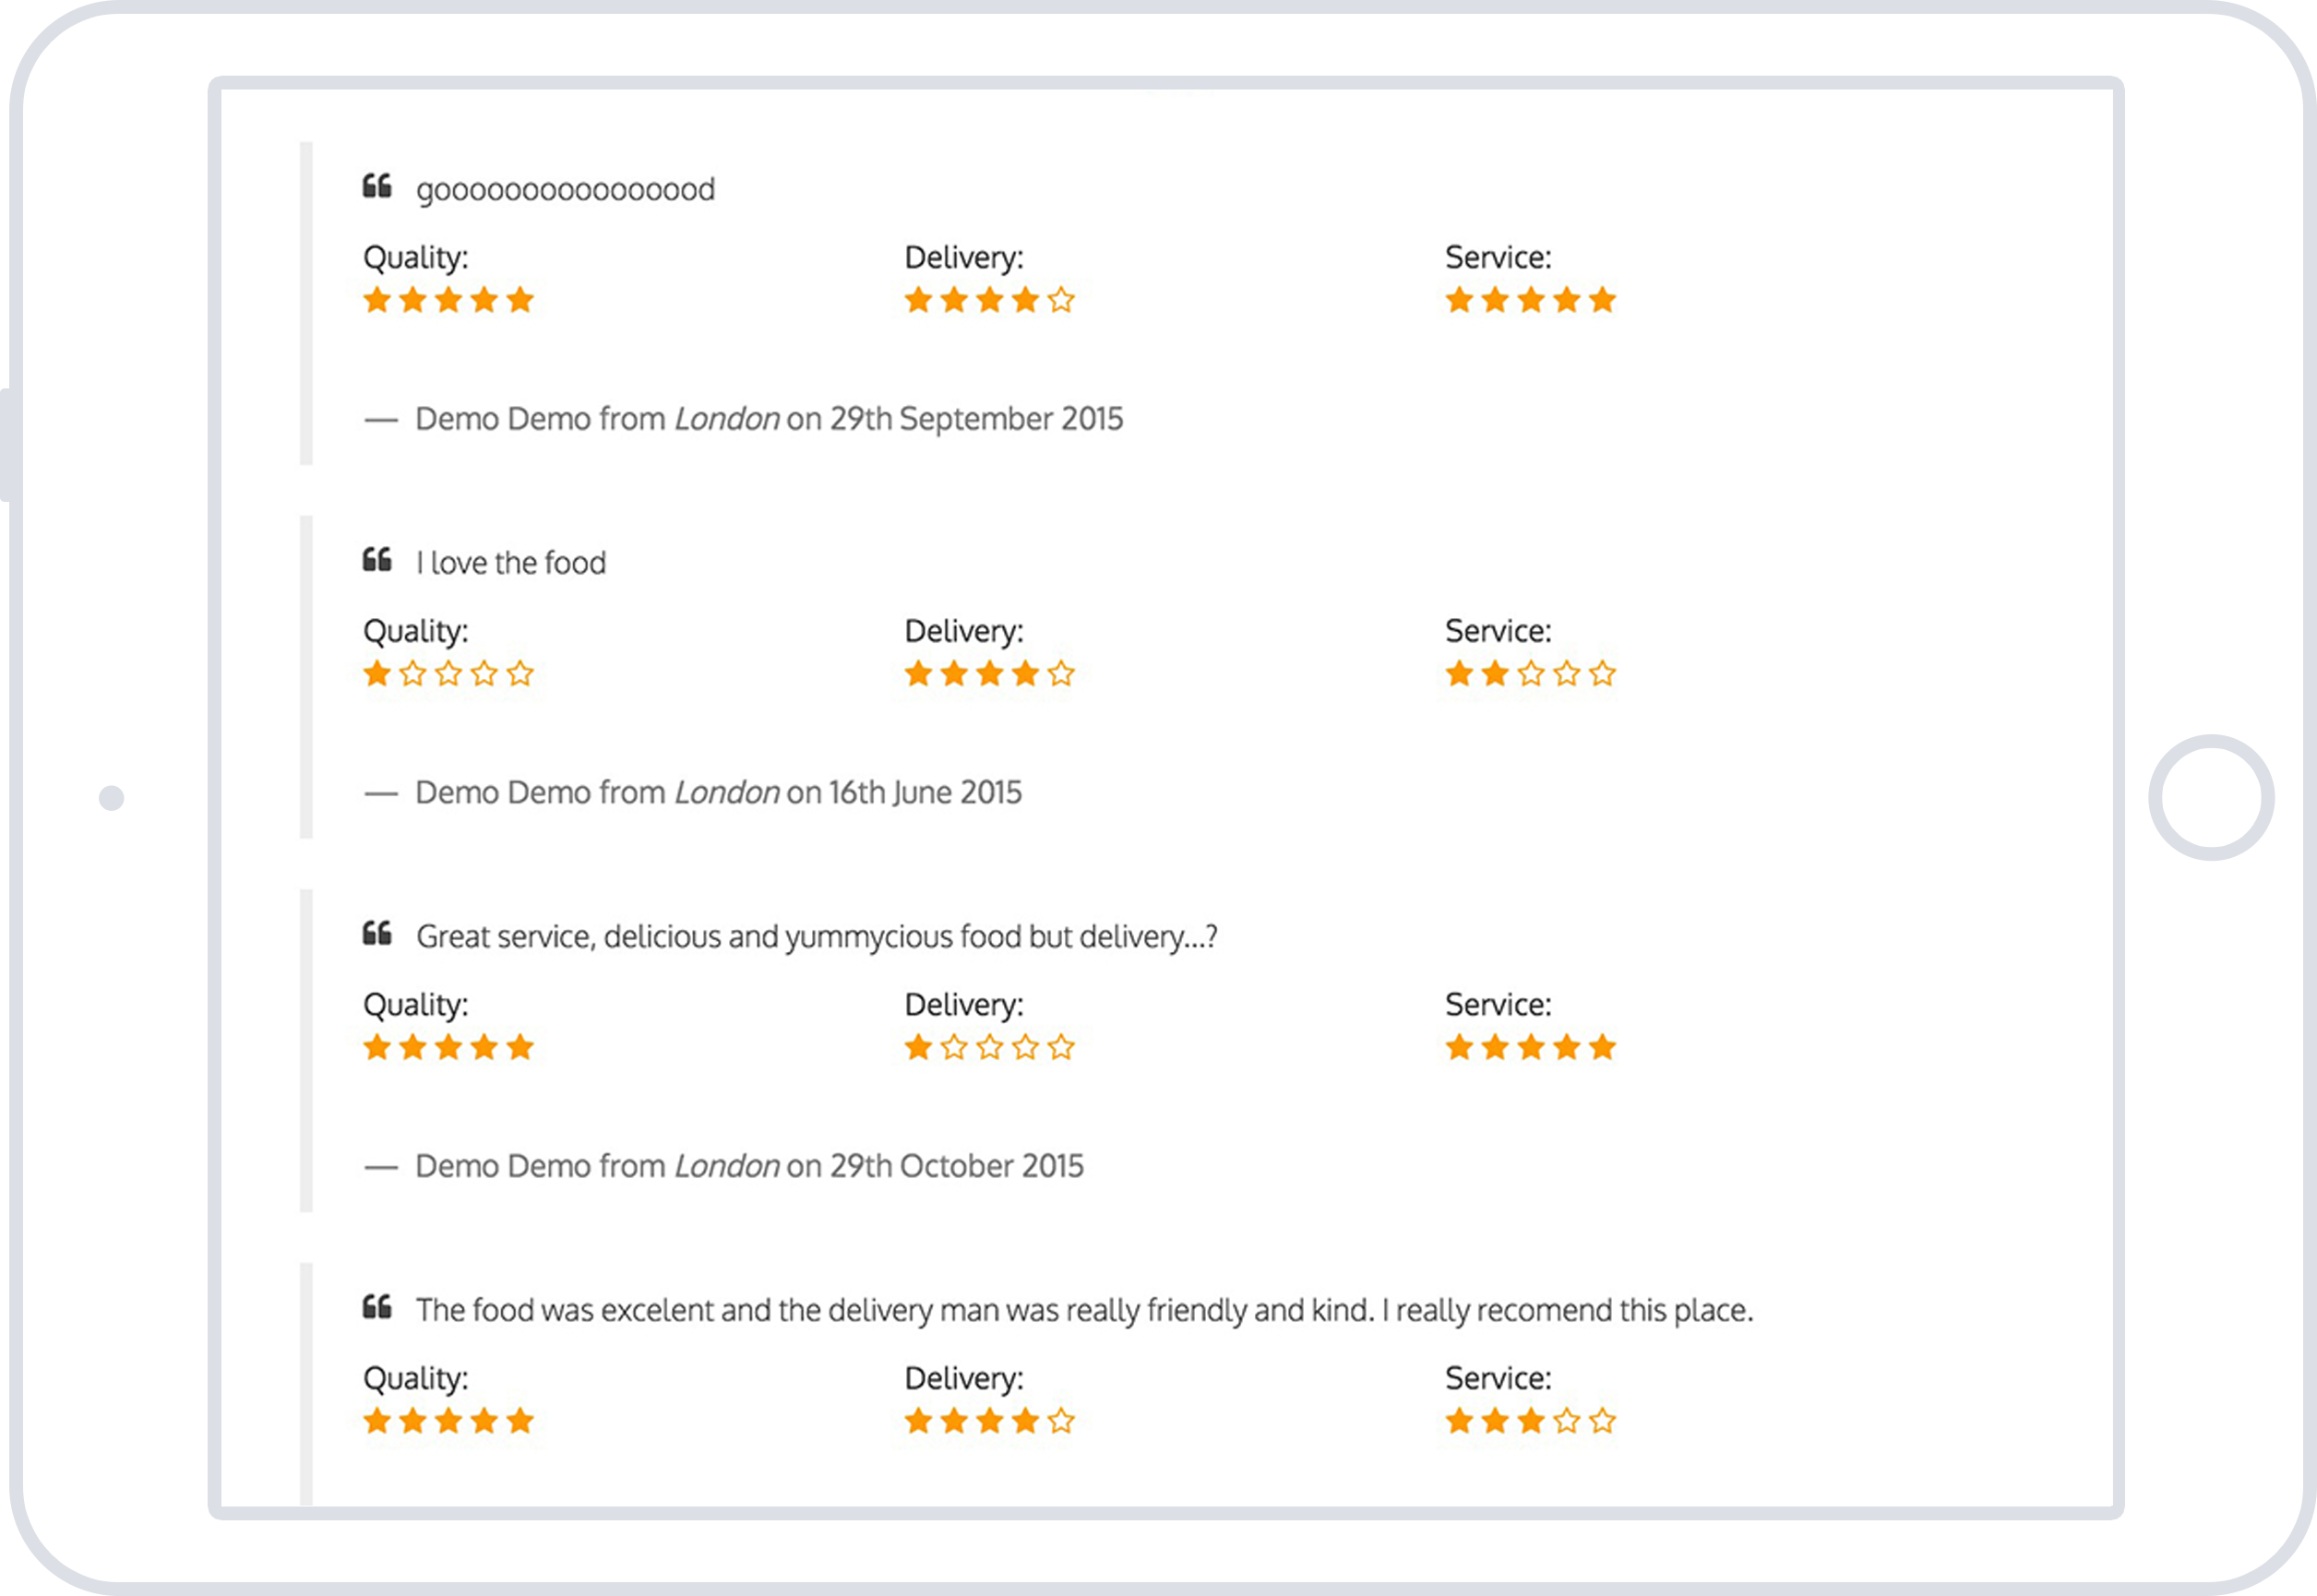 goooooooooooooooood
Quality: Delivery: Service:
— Demo Demo from London on 29th September 2015
I love the food
Quality: Delivery: Service:
— Demo Demo from London on 16th June 2015
Great service, delicious and yummycious food but delivery...?
Quality: Delivery: Service:
— Demo Demo from London on 29th October 2015
The food was excelent and the delivery man was really friendly and kind. I really recomend this place.
Quality: Delivery: Service: